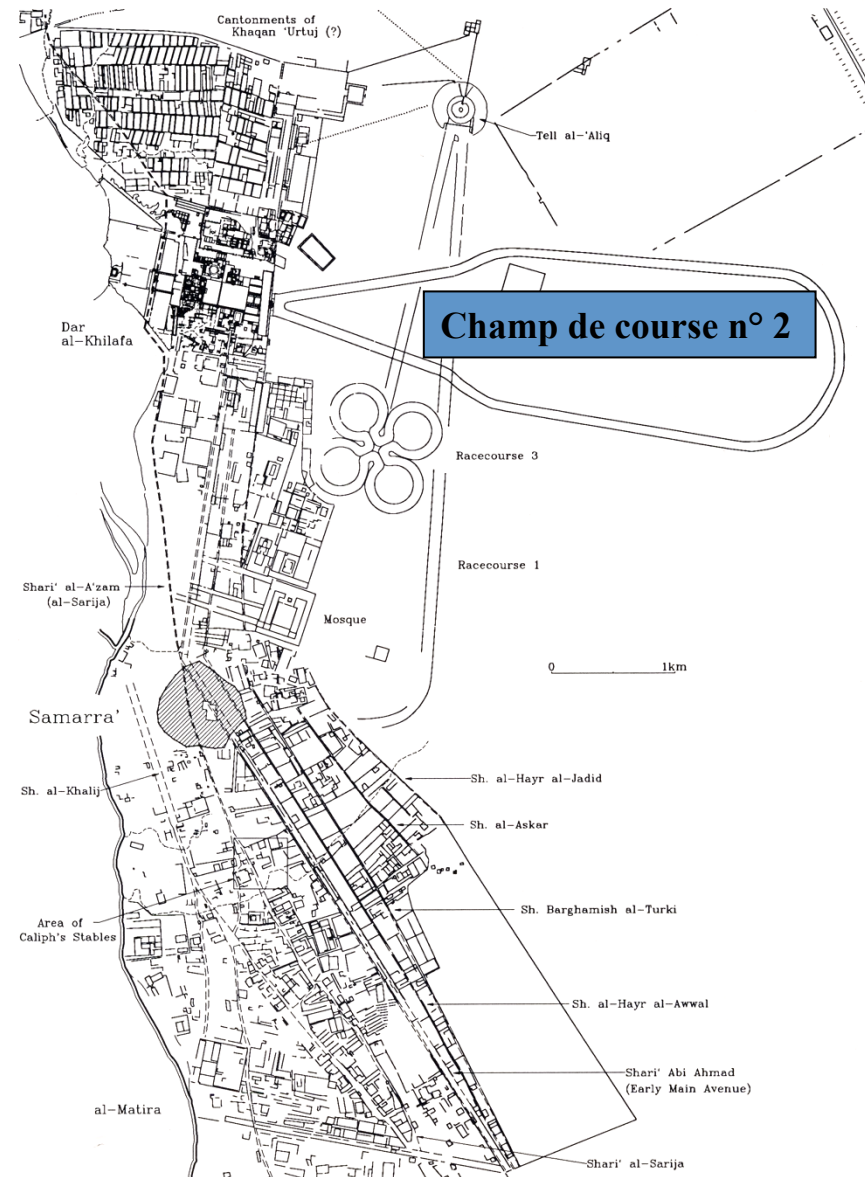 Cantonments of
Khaqan 'Urtuj (?)
Tell al-'Aliq
Champ de course n° 2
Dar
al-Khilafa
Racecourse 3
Racecourse 1
Shari' al-A'zam
(al-Sarija)
Mosque
0 1km
Samarra'
Sh. al-Hayr al-Jadid
Sh. al-Khalij
Sh. al-Askar
Sh. Barghamish al-Turki
Area of
Caliph's Stables
Sh. al-Hayr al-Awwal
Shari' Abi Ahmad
(Early Main Avenue)
al-Matira
Shari' al-Sarija